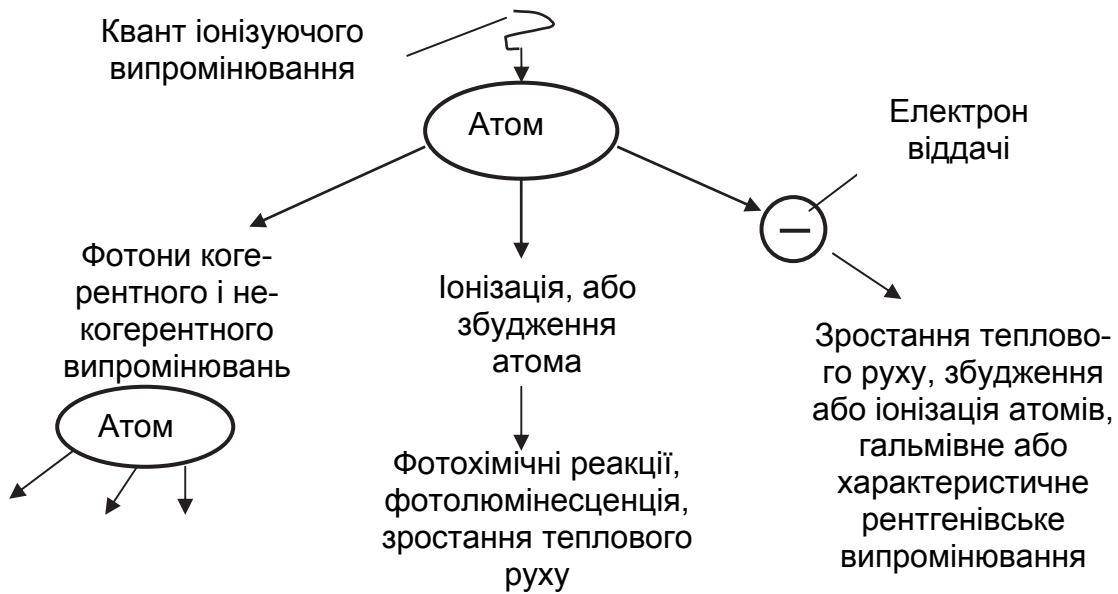 Квант іонізуючого
випромінювання
Атом
Електрон
віддачі
Фотони коге-
рентного і не-
когерентного
випромінювань
Атом
Іонізація, або
збудження
атома
Фотохімічні реакції,
фотолюмінесценція,
зростання теплового
руху
Зростання теплово-
го руху, збудження
або іонізація атомів,
гальмівне або
характеристичне
рентгенівське
випромінювання